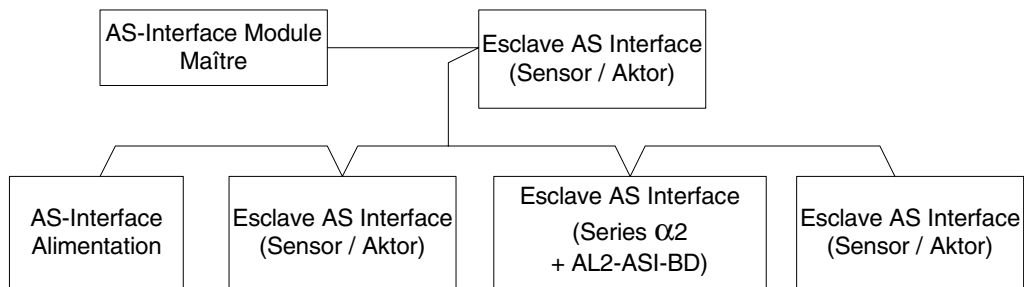 AS-Interface Module
Maître
Esclave AS Interface
(Sensor / Aktor)
AS-Interface
Alimentation
Esclave AS Interface
(Sensor / Aktor)
Esclave AS Interface
(Series α2
+ AL2-ASI-BD)
Esclave AS Interface
(Sensor / Aktor)